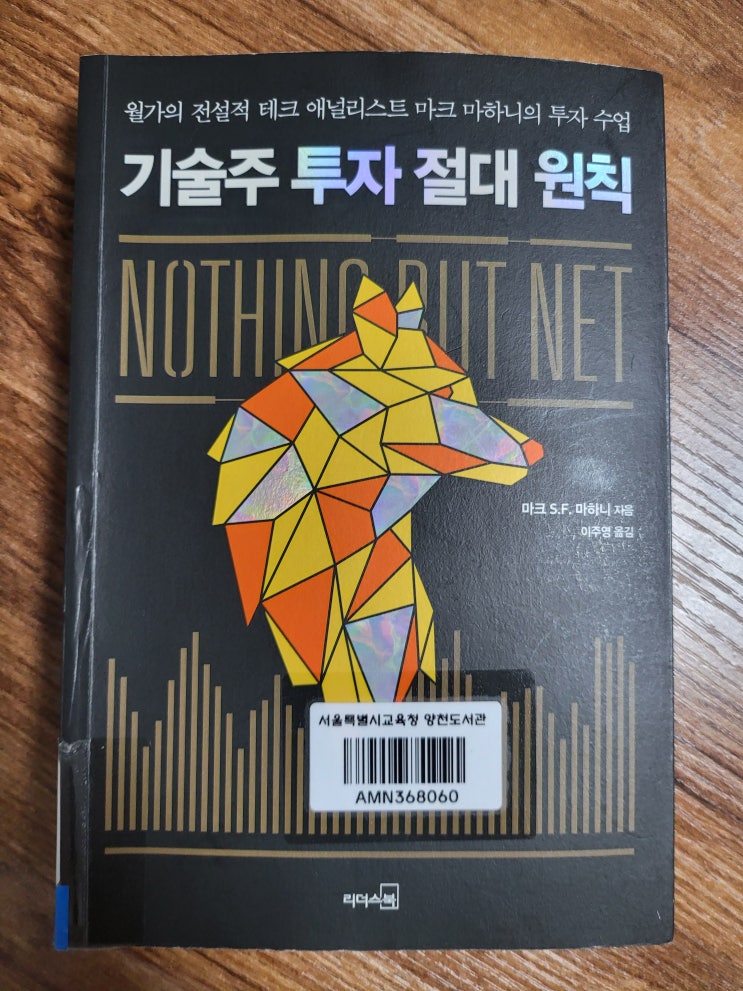 월가의 전설적 테크 애널리스트 마크 마하니의 투자 수업
기술주 투자 절대 원칙
NOTHING BUT NET
마크 S.F. 마하니 지음
이주영 옮김
서울특별시교육청 양천도서관
AMN368060
리더스북